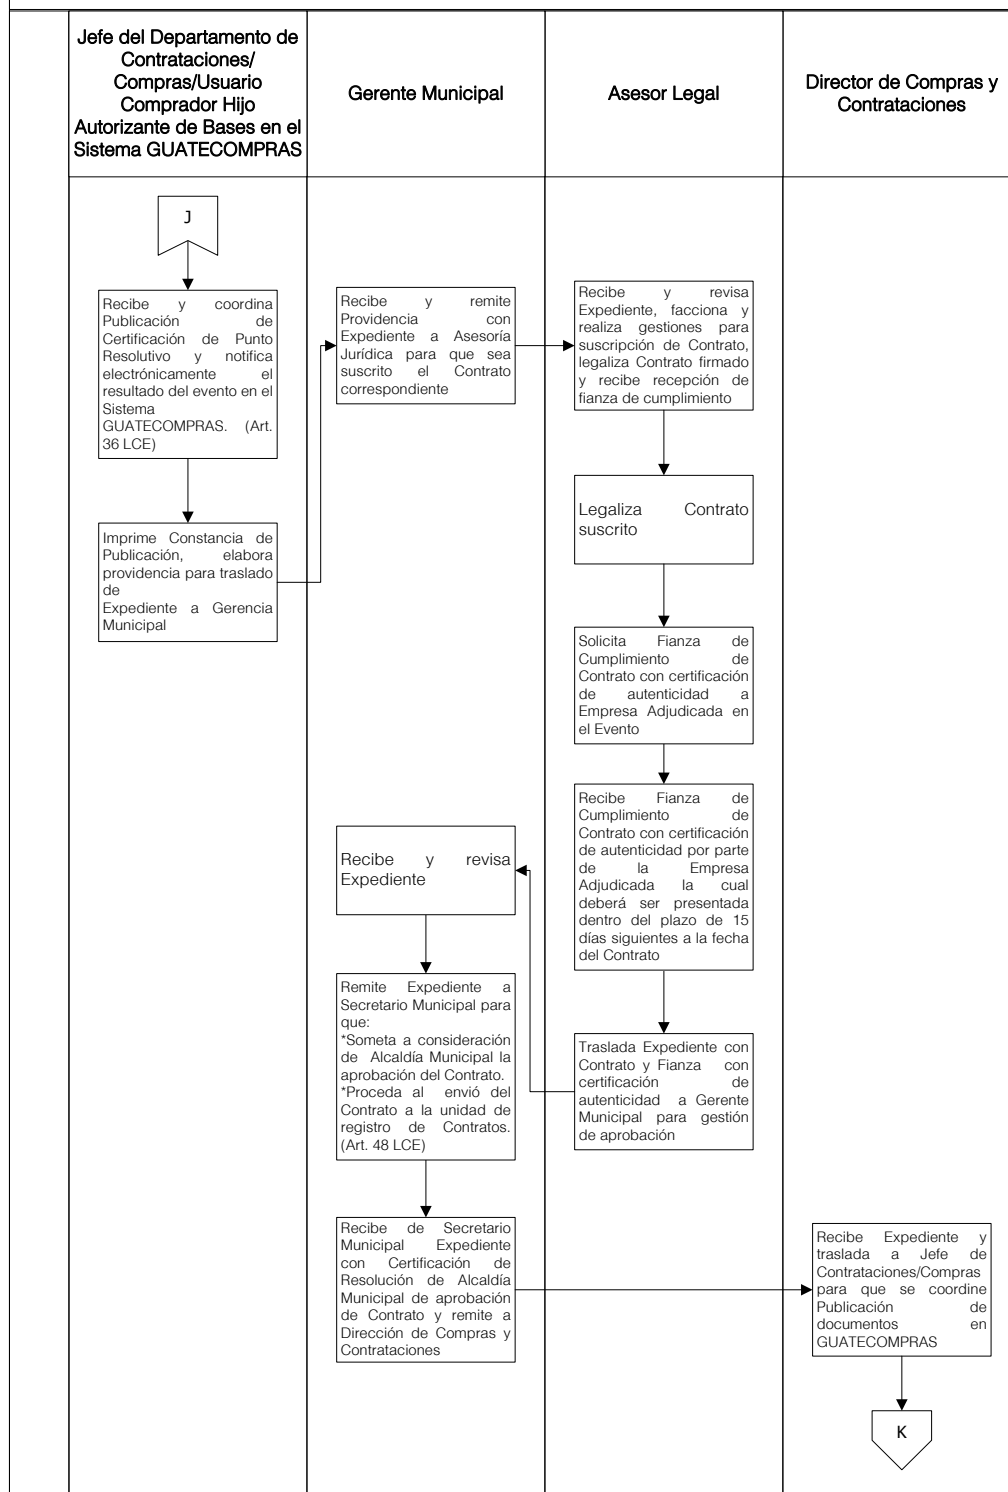 Jefe del Departamento de
Contrataciones/
Compras/Usuario
Comprador Hijo
Autorizante de Bases en el
Sistema GUATECOMPRAS
Gerente Municipal
Asesor Legal
Director de Compras y
Contrataciones
J
Recibe y coordina
Publicación de
Certificación de Punto
Resolutivo y notifica
electrónicamente el
resultado del evento en el
Sistema
GUATECOMPRAS. (Art.
36 LCE)
Imprime Constancia de
Publicación, elabora
providencia para traslado
de
Expediente a Gerencia
Municipal
Recibe y remite
Providencia con
Expediente a Asesoría
Jurídica para que sea
suscrito el Contrato
correspondiente
Recibe y revisa
Expediente, facciona y
realiza gestiones para
suscripción de Contrato,
legaliza Contrato firmado
y recibe recepción de
fianza de cumplimiento
Legaliza Contrato
suscrito
Solicita Fianza de
Cumplimiento de
Contrato con certificación
de autenticidad a
Empresa Adjudicada en
el Evento
Recibe Fianza de
Cumplimiento de
Contrato con certificación
de autenticidad por parte
de la Empresa
Adjudicada la cual
deberá ser presentada
dentro del plazo de 15
días siguientes a la fecha
del Contrato
Traslada Expediente con
Contrato y Fianza con
certificación de
autenticidad a Gerente
Municipal para gestión
de aprobación
Recibe y revisa
Expediente
Remite Expediente a
Secretario Municipal para
que:
*Someta a consideración
de Alcaldía Municipal la
aprobación del Contrato.
*Proceda al envió del
Contrato a la unidad de
registro de Contratos.
(Art. 48 LCE)
Recibe de Secretario
Municipal Expediente
con Certificación de
Resolución de Alcaldía
Municipal de aprobación
de Contrato y remite a
Dirección de Compras y
Contrataciones
Recibe Expediente y
traslada a Jefe de
Contrataciones/Compras
para que se coordine
Publicación de
documentos en
GUATECOMPRAS
K